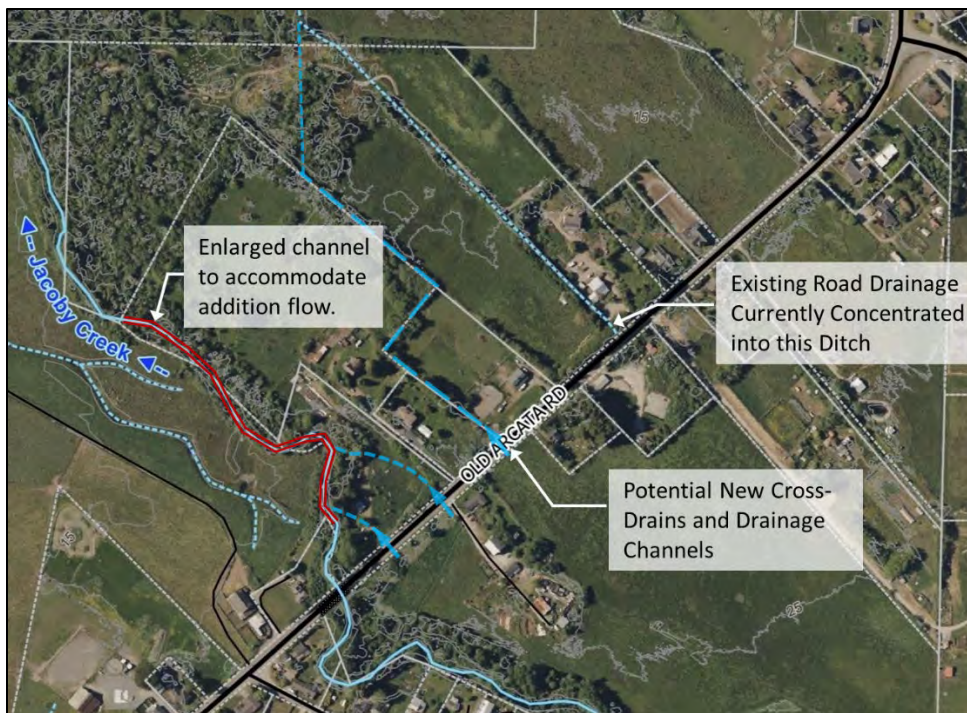 15
Enlarged channel
to accommodate
addition flow.
◄-- Jacoby Creek ◄--
Existing Road Drainage
Currently Concentrated
into this Ditch
OLD ARCATA RD
Potential New Cross-
Drains and Drainage
Channels
15
25